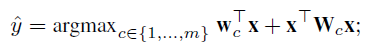 ŷ = argmax_{c∈{1,...,m}} w_c^⊤ x + x^⊤ W_c x;